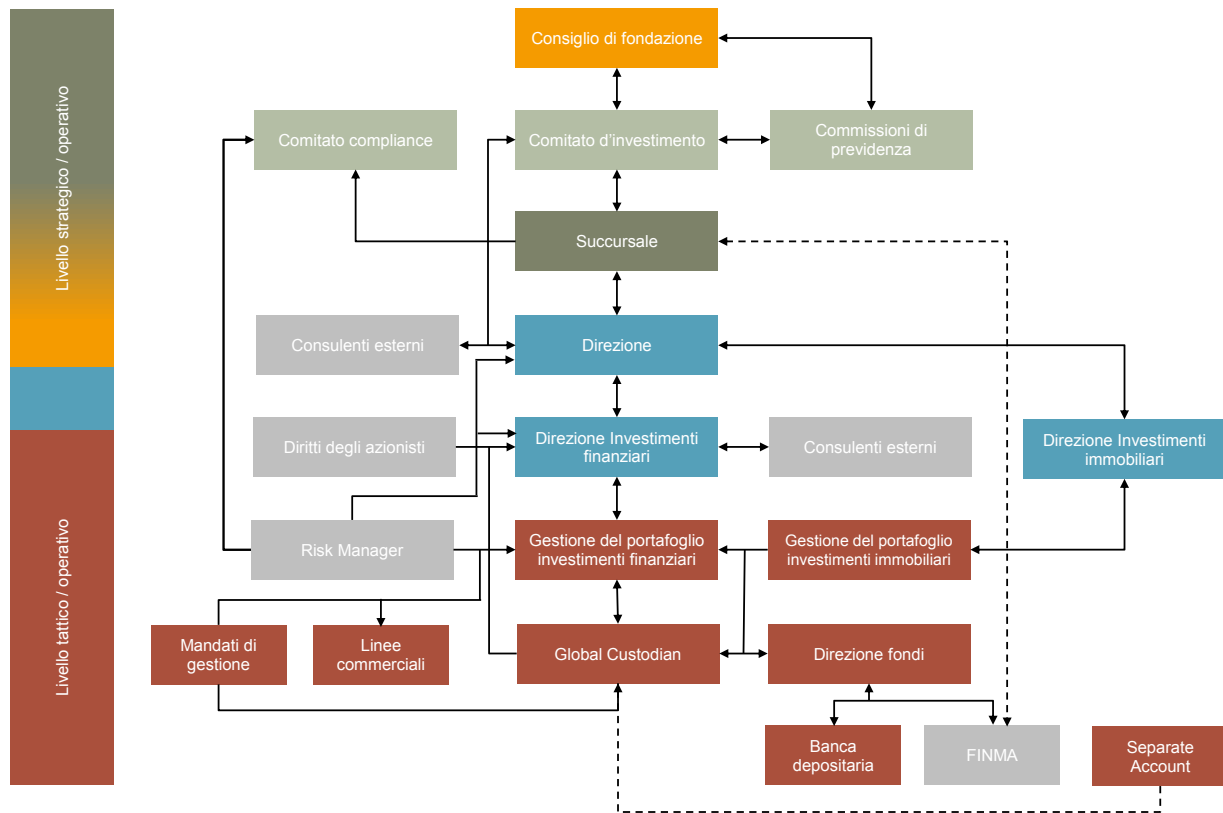 Livello strategico / operativo
Livello tattico / operativo
Consiglio di fondazione
Comitato compliance
Comitato d'investimento
Commissioni di
previdenza
Succursale
Consulenti esterni
Direzione
Diritti degli azionisti
Direzione Investimenti
finanziari
Consulenti esterni
Direzione Investimenti
immobiliari
Risk Manager
Gestione del portafoglio
investimenti finanziari
Gestione del portafoglio
investimenti immobiliari
Mandati di
gestione
Linee
commerciali
Global Custodian
Direzione fondi
Banca
depositaria
FINMA
Separate
Account